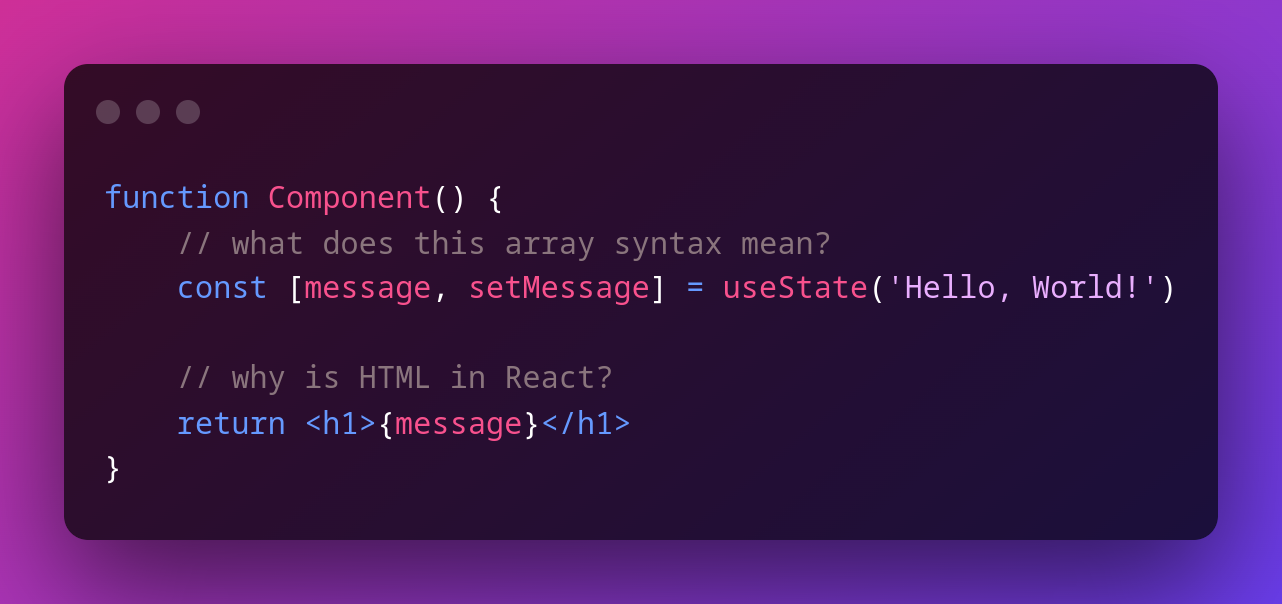 function Component() {
    // what does this array syntax mean?
    const [message, setMessage] = useState('Hello, World!')

    // why is HTML in React?
    return <h1>{message}</h1>
}